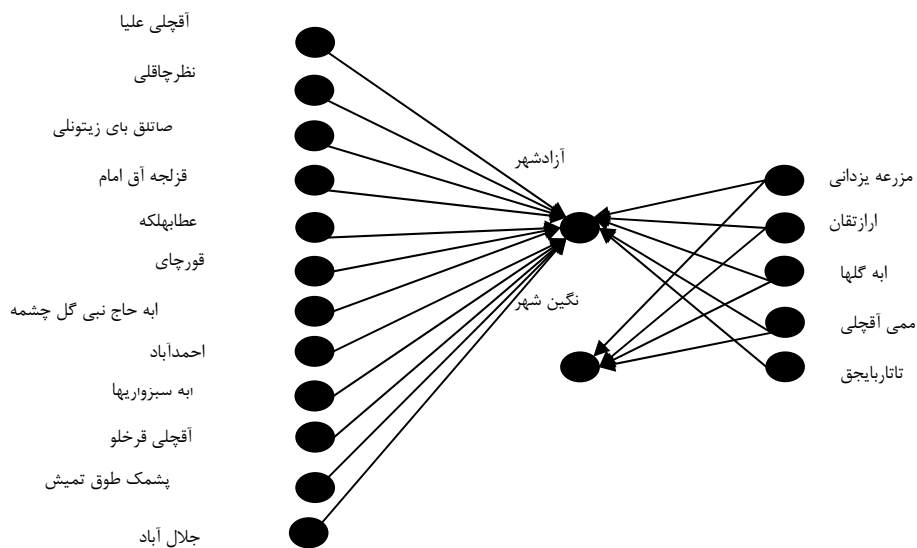 آقچلی علیا
نظرچاقلی
صاتلق بای زیتونلی
قزلجه آق امام
عطابهلکه
قورچای
ابه حاج نبی گل چشمه
احمدآباد
ابه سبزواریها
آقچلی قرخلو
پشمک طوق تمیش
جلال آباد
آزادشهر
نگین شهر
مزرعه یزدانی
ارازتقان
ابه گلها
ممی آقچلی
تاتاربایجق